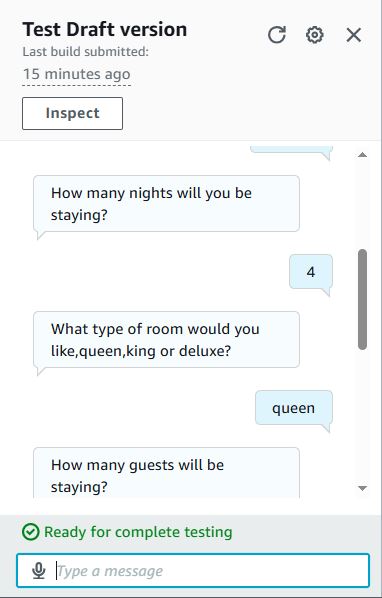 Test Draft version
Last build submitted:
15 minutes ago
Inspect
How many nights will you be
staying?
4
What type of room would you
like,queen,king or deluxe?
queen
How many guests will be
staying?
Ready for complete testing
Type a message